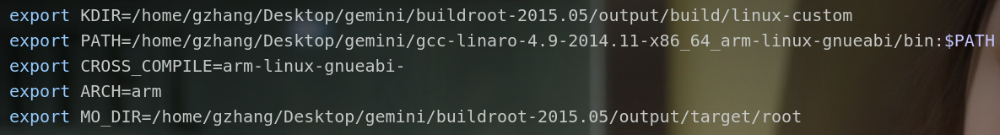 export KDIR=/home/gzhang/Desktop/gemini/buildroot-2015.05/output/build/linux-custom
export PATH=/home/gzhang/Desktop/gemini/gcc-linaro-4.9-2014.11-x86_64_arm-linux-gnueabi/bin:$PATH
export CROSS_COMPILE=arm-linux-gnueabi-
export ARCH=arm
export MO_DIR=/home/gzhang/Desktop/gemini/buildroot-2015.05/output/target/root